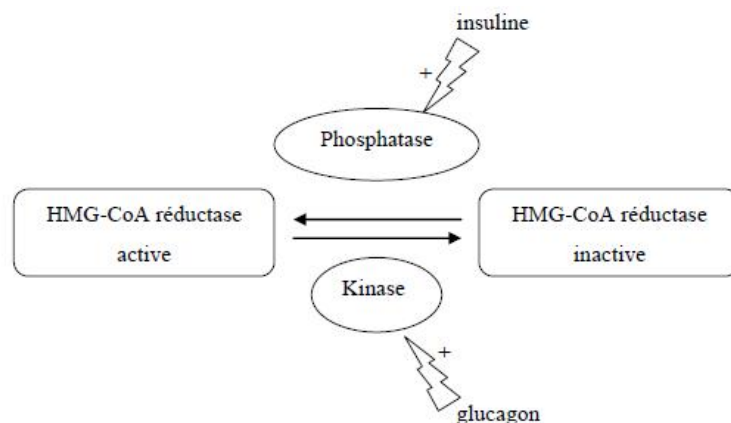 insuline
+
Phosphatase
HMG-CoA réductase
active
HMG-CoA réductase
inactive
Kinase
+
glucagon